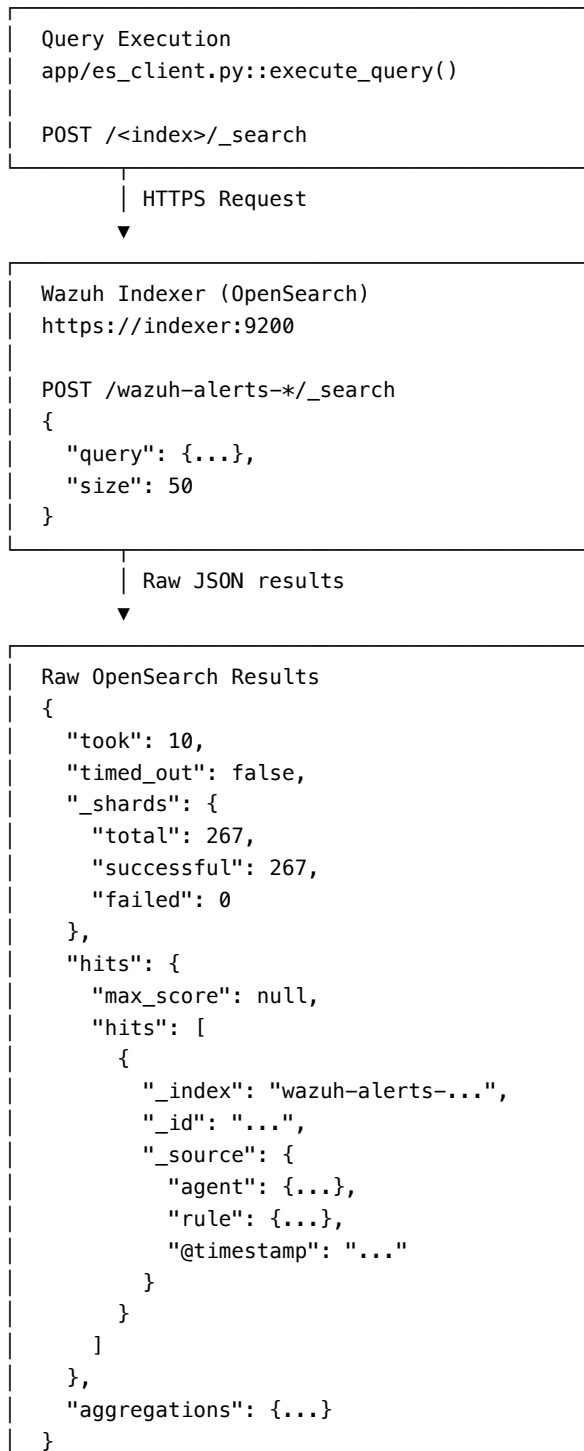 Query Execution
app/es_client.py::execute_query()
POST /<index>/_search
HTTPS Request
Wazuh Indexer (OpenSearch)
https://indexer:9200
POST /wazuh-alerts-*/_search
{
"query": {...},
"size": 50
}
Raw JSON results
Raw OpenSearch Results
{
"took": 10,
"timed_out": false,
"_shards": {
"total": 267,
"successful": 267,
"failed": 0
},
"hits": {
"max_score": null,
"hits": [
{
"_index": "wazuh-alerts-...",
"_id": "...",
"_source": {
"agent": {...},
"rule": {...},
"@timestamp": "..."
}
}
]
},
"aggregations": {...}
}